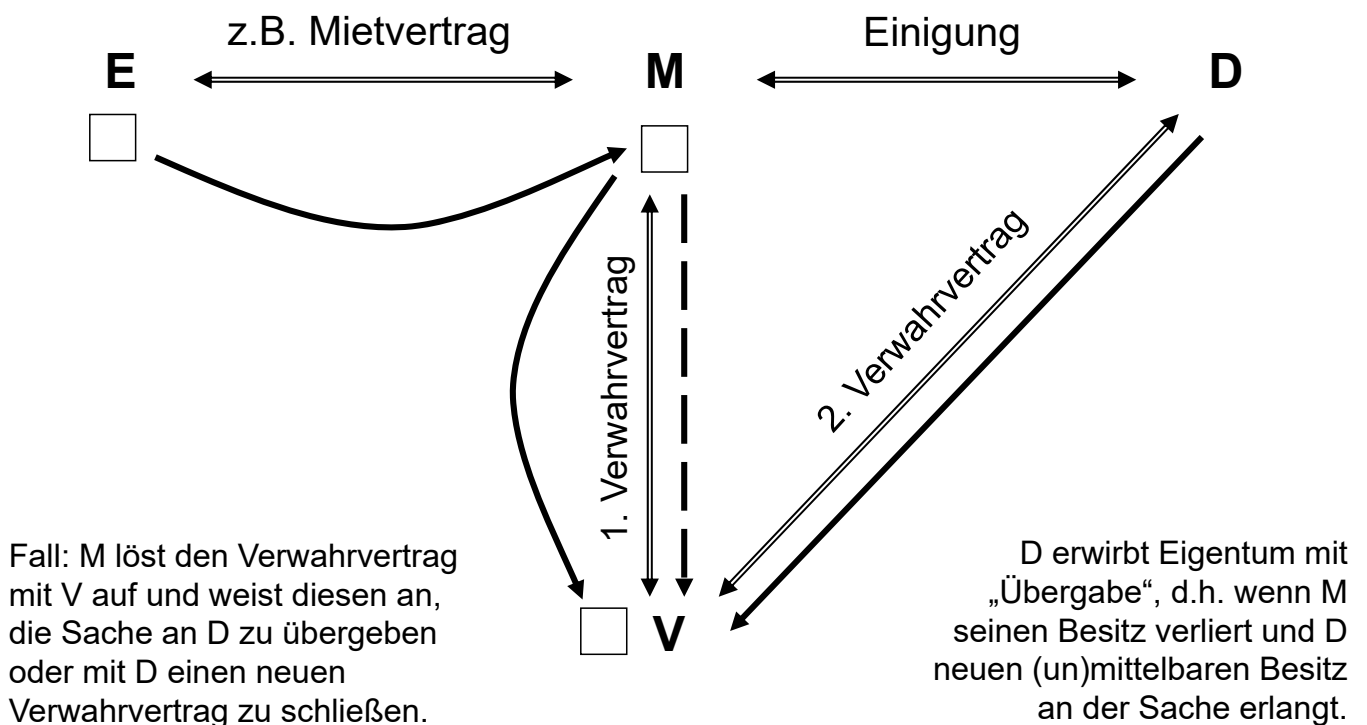 z.B. Mietvertrag
Einigung
E
M
D
1. Verwahrvertrag
2. Verwahrvertrag
V
Fall: M löst den Verwahrvertrag
mit V auf und weist diesen an,
die Sache an D zu übergeben
oder mit D einen neuen
Verwahrvertrag zu schließen.
D erwirbt Eigentum mit
„Übergabe“, d.h. wenn M
seinen Besitz verliert und D
neuen (un)mittelbaren Besitz
an der Sache erlangt.